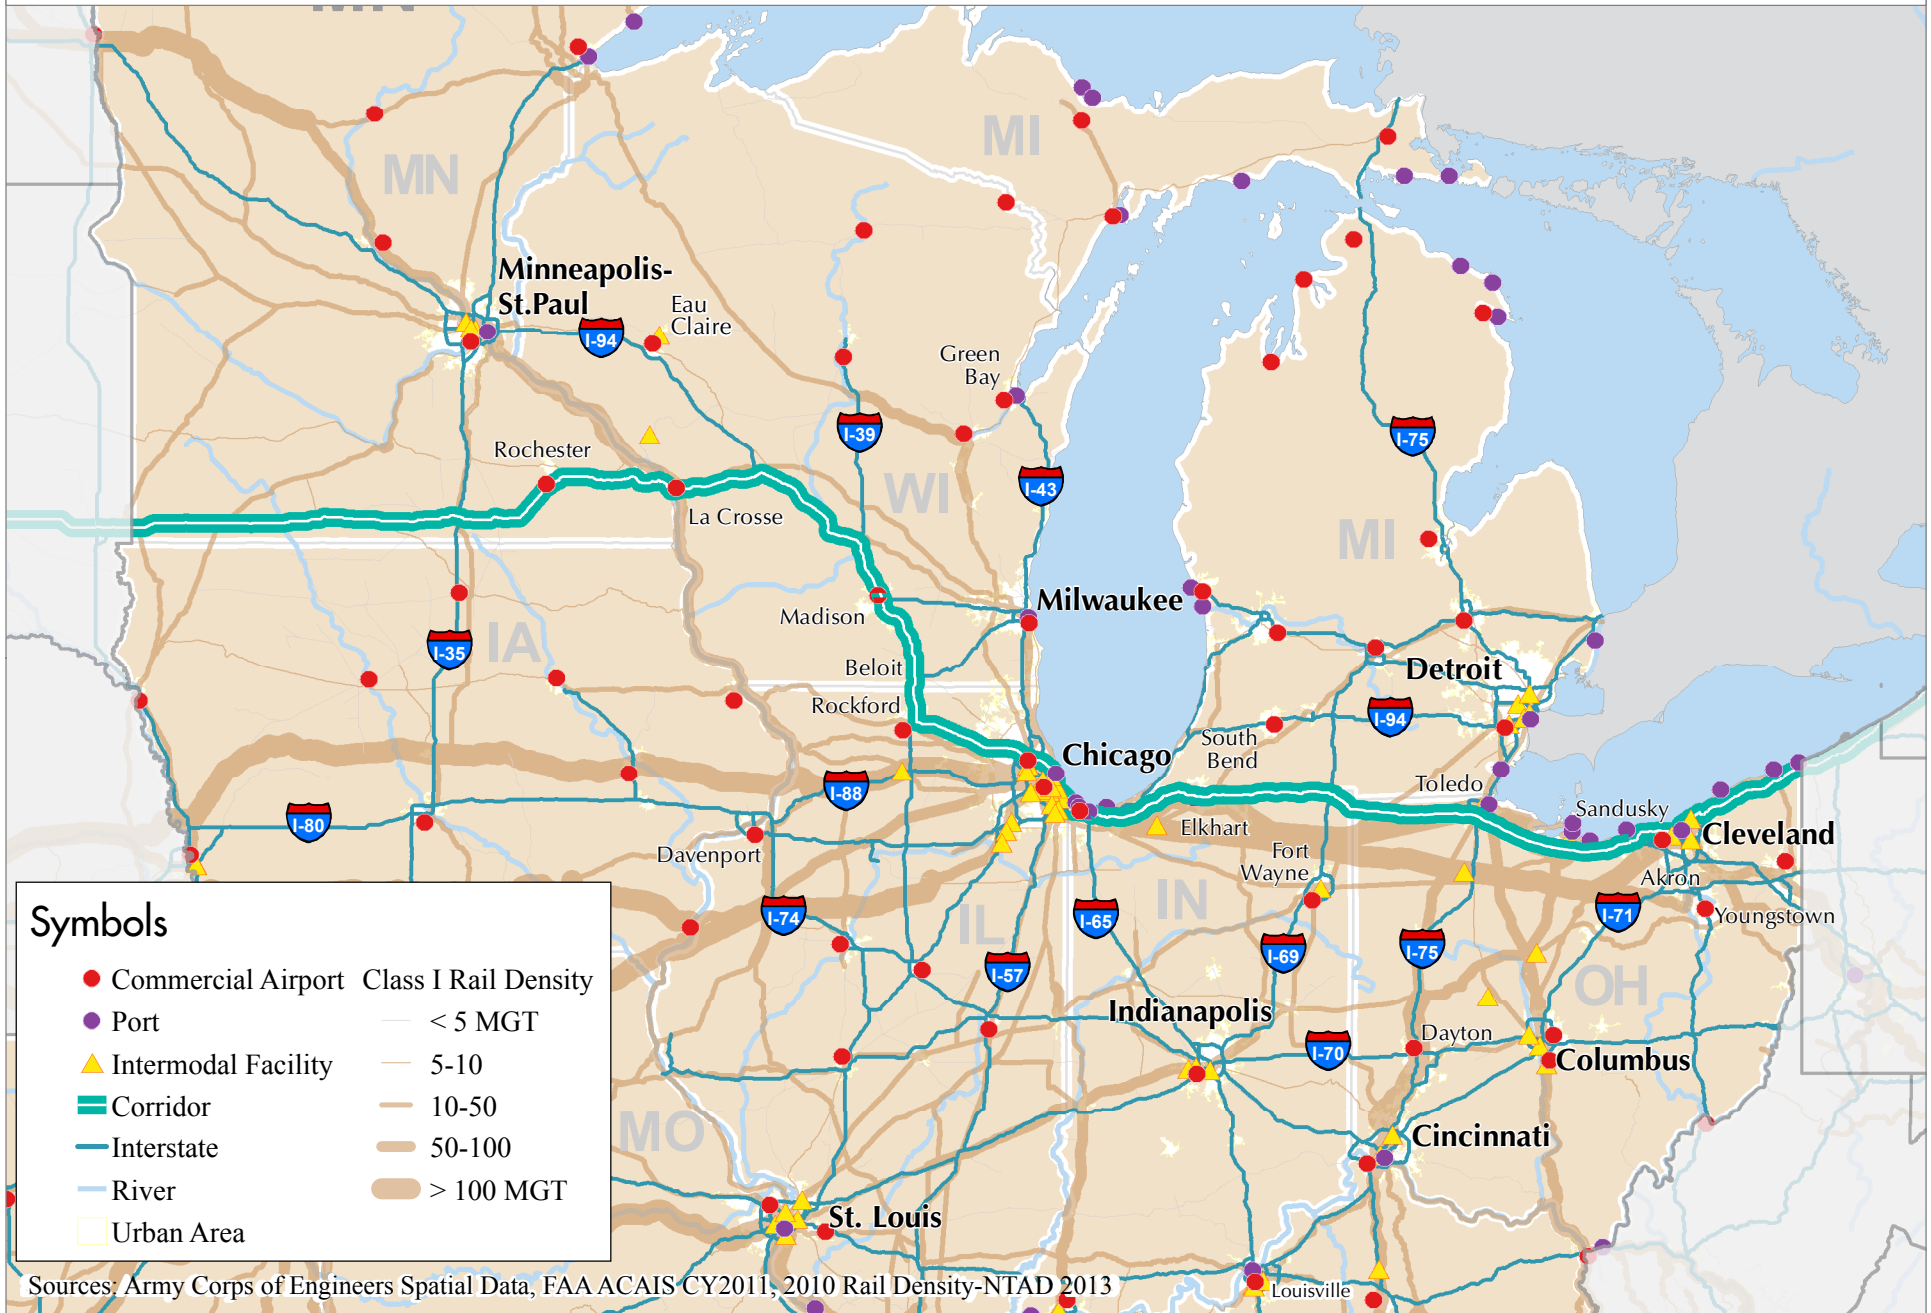 MN
MI
MN
Minneapolis-
St.Paul
Eau
Claire
I-94
Green
Bay
I-39
I-75
Rochester
WI
I-43
La Crosse
MI
Madison
Milwaukee
IA
I-35
Beloit
Detroit
Rockford
I-94
South
Bend
Chicago
Toledo
I-88
Sandusky
I-80
Elkhart
Cleveland
Davenport
Fort
Wayne
Akron
IN
I-74
I-65
I-71
Youngstown
IL
I-69
I-75
I-57
OH
Indianapolis
Dayton
I-70
Columbus
MO
Cincinnati
St. Louis
Louisville
Symbols
Commercial Airport
Port
Intermodal Facility
Corridor
Interstate
River
Urban Area
Class I Rail Density
< 5 MGT
5-10
10-50
50-100
> 100 MGT
Sources: Army Corps of Engineers Spatial Data, FAA ACAIS CY2011, 2010 Rail Density-NTAD 2013